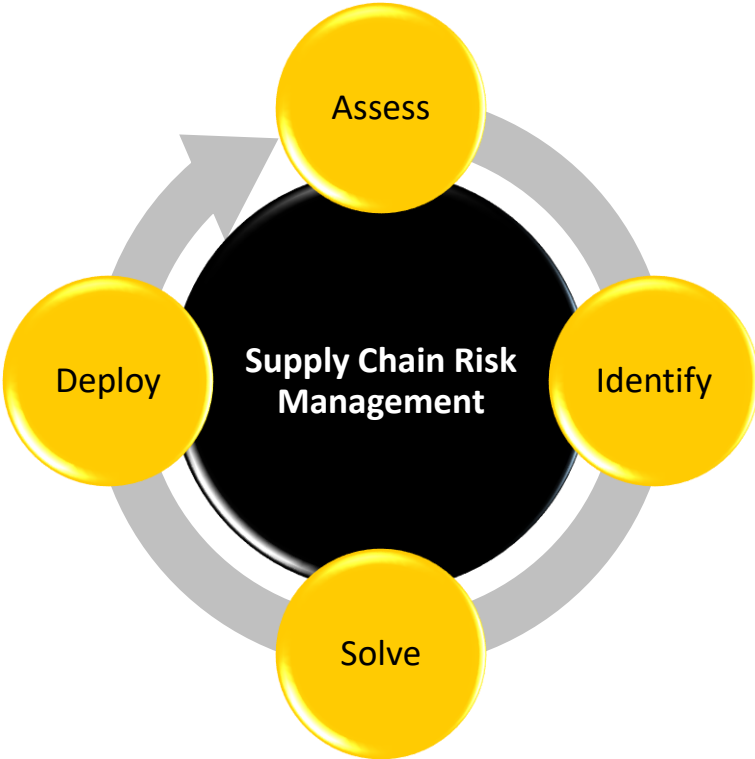 Assess
Identify
Supply Chain Risk
Management
Deploy
Solve